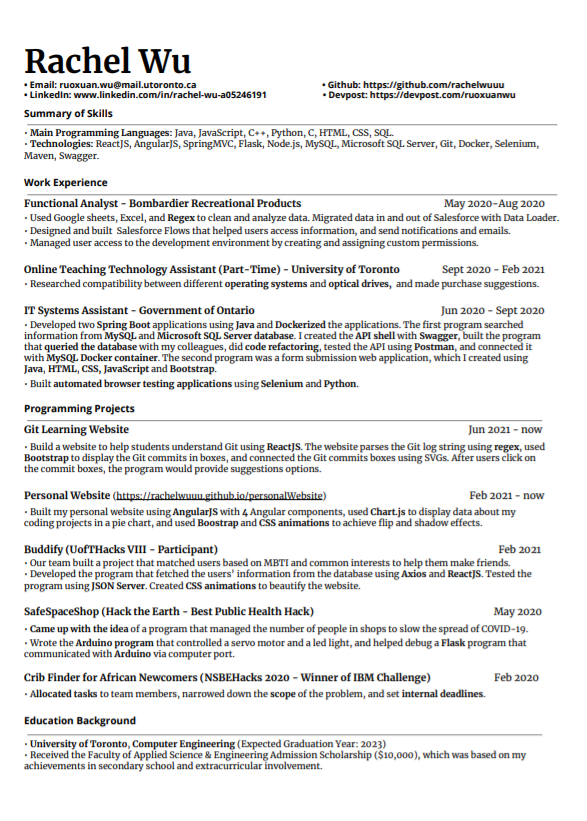 Rachel Wu
• Email: ruoxuan.wu@mail.utoronto.ca • Github: https://github.com/rachelwuuu
• LinkedIn: www.linkedin.com/in/rachel-wu-a05246191 • Devpost: https://devpost.com/ruoxuanwu
Summary of Skills
• Main Programming Languages: Java, JavaScript, C++, Python, C, HTML, CSS, SQL.
• Technologies: ReactJS, AngularJS, SpringMVC, Flask, Node.js, MySQL, Microsoft SQL Server, Git, Docker, Selenium,
Maven, Swagger.
Work Experience
Functional Analyst - Bombardier Recreational Products May 2020-Aug 2020
• Used Google sheets, Excel, and Regex to clean and analyze data. Migrated data in and out of Salesforce with Data Loader.
• Designed and built Salesforce Flows that helped users access information, and send notifications and emails.
• Managed user access to the development environment by creating and assigning custom permissions.
Online Teaching Technology Assistant (Part-Time) - University of Toronto Sept 2020 - Feb 2021
• Researched compatibility between different operating systems and optical drives, and made purchase suggestions.
IT Systems Assistant - Government of Ontario Jun 2020 - Sept 2020
• Developed two Spring Boot applications using Java and Dockerized the applications. The first program searched
information from MySQL and Microsoft SQL Server database. I created the API shell with Swagger, built the program
that queried the database with my colleagues, did code refactoring, tested the API using Postman, and connected it
with MySQL Docker container. The second program was a form submission web application, which I created using
Java, HTML, CSS, JavaScript and Bootstrap.
• Built automated browser testing applications using Selenium and Python.
Programming Projects
Git Learning Website Jun 2021 - now
• Build a website to help students understand Git using ReactJS. The website parses the Git log string using regex, used
Bootstrap to display the Git commits in boxes, and connected the Git commits boxes using SVGs. After users click on
the commit boxes, the program would provide suggestions options.
Personal Website (https://rachelwuuu.github.io/personalWebsite) Feb 2021 - now
• Built my personal website using AngularJS with 4 Angular components, used Chart.js to display data about my
coding projects in a pie chart, and used Boostrap and CSS animations to achieve flip and shadow effects.
Buddify (UofTHacks VIII - Participant) Feb 2021
• Our team built a project that matched users based on MBTI and common interests to help them make friends.
• Developed the program that fetched the users' information from the database using Axios and ReactJS. Tested the
program using JSON Server. Created CSS animations to beautify the website.
SafeSpaceShop (Hack the Earth - Best Public Health Hack) May 2020
• Came up with the idea of a program that managed the number of people in shops to slow the spread of COVID-19.
• Wrote the Arduino program that controlled a servo motor and a led light, and helped debug a Flask program that
communicated with Arduino via computer port.
Crib Finder for African Newcomers (NSBEHacks 2020 - Winner of IBM Challenge) Feb 2020
• Allocated tasks to team members, narrowed down the scope of the problem, and set internal deadlines.
Education Background
• University of Toronto, Computer Engineering (Expected Graduation Year: 2023)
• Received the Faculty of Applied Science & Engineering Admission Scholarship ($10,000), which was based on my
achievements in secondary school and extracurricular involvement.